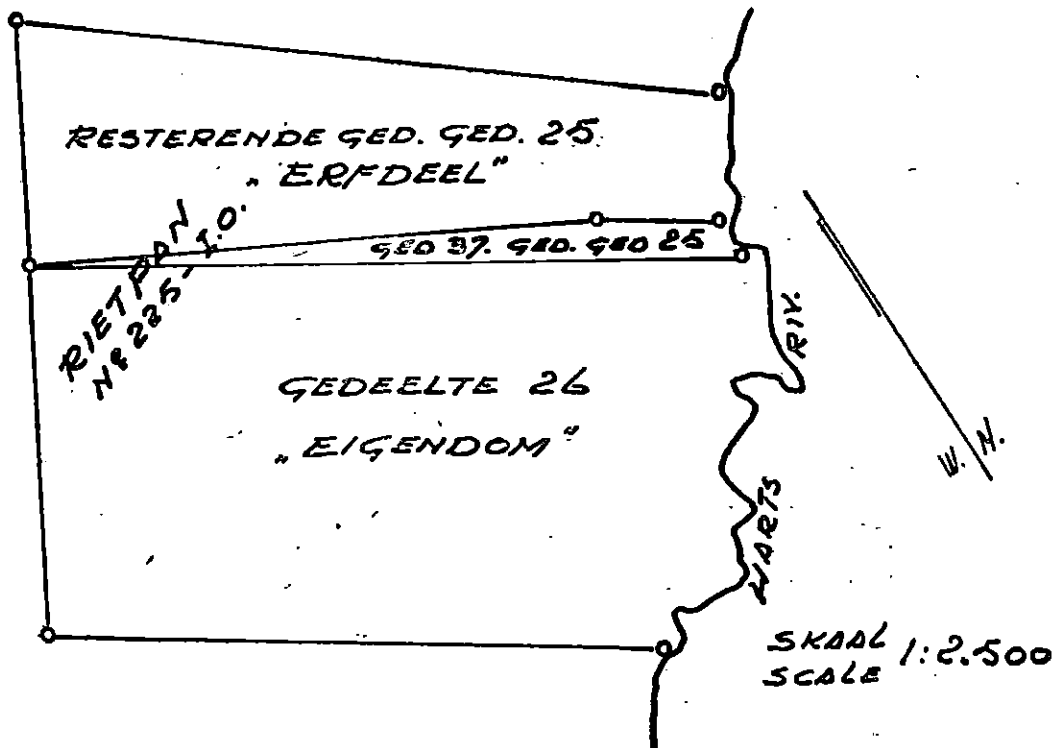 RESTERENDE GED. GED. 25
„ERFDEEL"
RIETPAN
No 225-I.O.
GED 37. GED. GED 25
GEDEELTE 26
„EIGENDOM"
HARTS RIV.
W. N.
SKAAL
SCALE 1:2.500